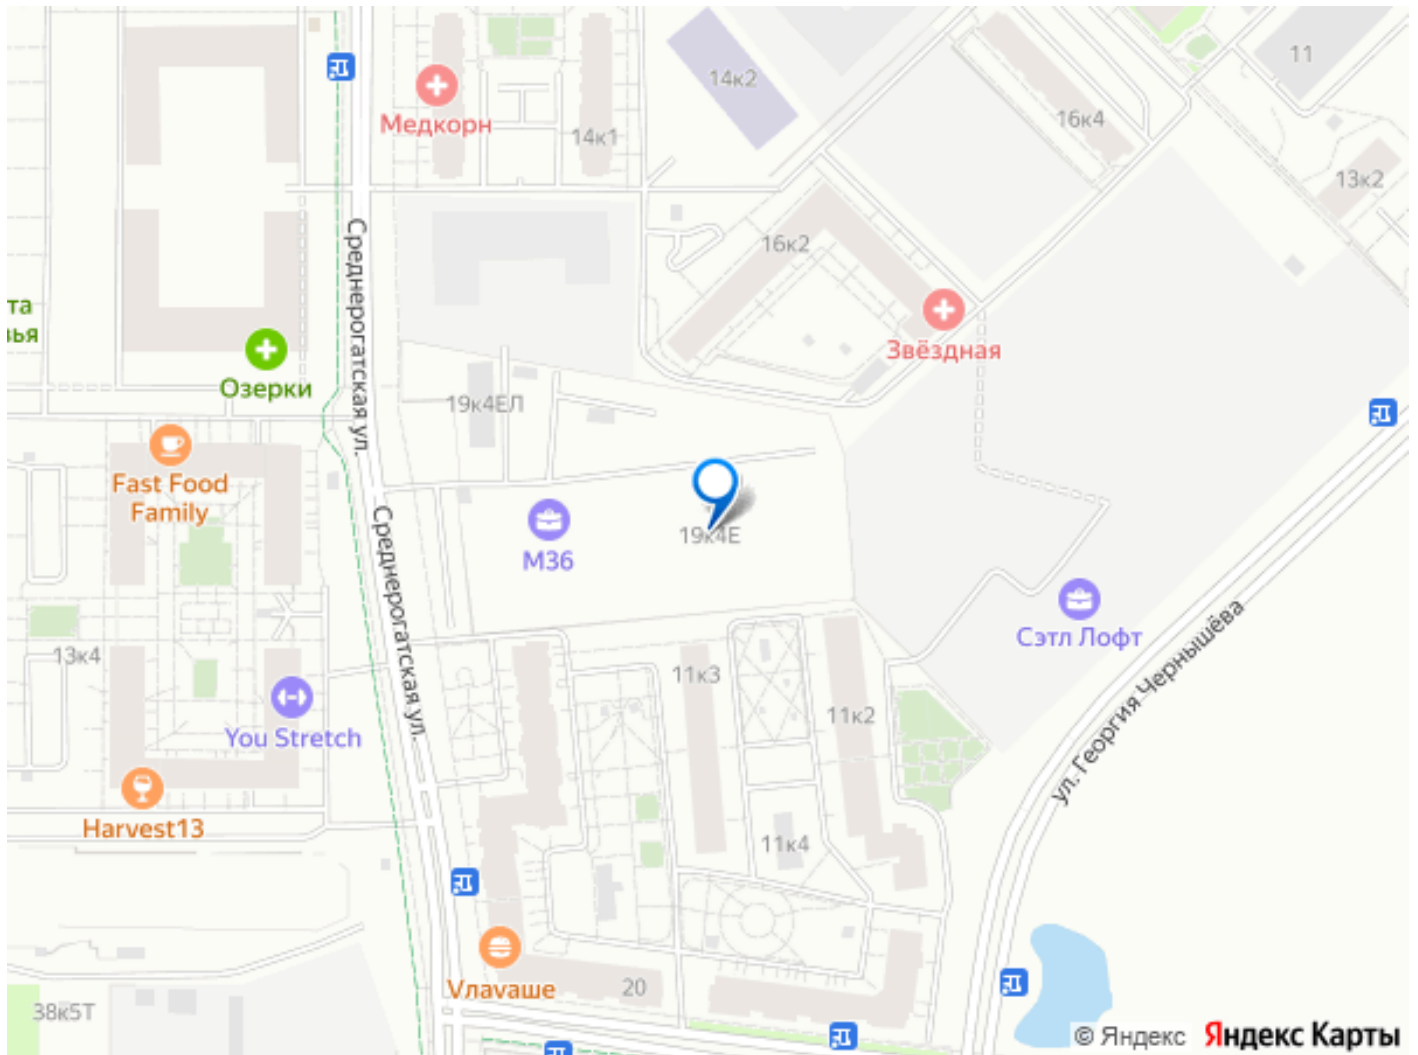 11
14к2
Медкорн
14к1
16к4
13к2
16к2
Среднерогатская ул.
та
вья
Звёздная
Озерки
19к4ЕЛ
Fast Food
Family
М36
19к4Е
Среднерогатская ул.
Сэтл Лофт
ул. Георгия Чернышёва
13к4
11к3
11к2
You Stretch
Harvest13
11к4
Vлаvаше
20
38к5Т
© Яндекс Яндекс Карты